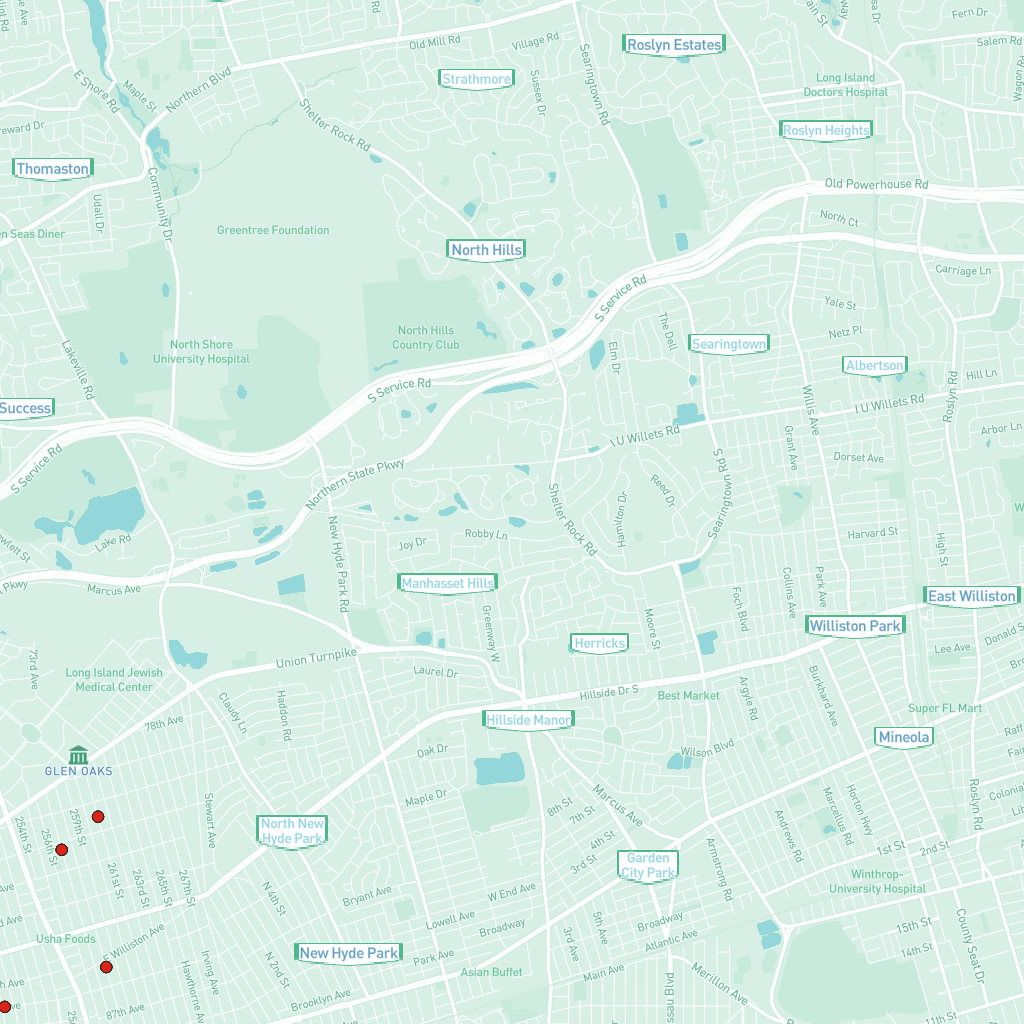 Old Mill Rd
Village Rd
Roslyn Estates
Fern Dr
Salem Rd
Wagon Rd
E Shore Rd
Maple St
Northern Blvd
Strathmore
Sussex Dr
Searingtown Rd
Long Island
Doctors Hospital
Shelter Rock Rd
Roslyn Heights
Thomaston
Udall Dr
Community Dr
Old Powerhouse Rd
North Ct
en Seas Diner
Greentree Foundation
North Hills
Carriage Ln
S Service Rd
Yale St
The Dell
Netz Pl
North Hills
Country Club
North Shore
University Hospital
Elm Dr
Searingtown
Albertson
Lakeville Rd
Hill Ln
S Service Rd
Willis Ave
Roslyn Rd
Success
I U Willets Rd
I U Willets Rd
Arbor Ln
Grant Ave
Dorset Ave
S Service Rd
Northern State Pkwy
Searingtown Rd S
Reed Dr
Hamilton Dr
Shelter Rock Rd
New Hyde Park Rd
Lake Rd
Robby Ln
Joy Dr
Harvard St
High St
Marcus Ave
Manhasset Hills
Collins Ave
Park Ave
Foch Blvd
East Williston
Williston Park
Greenway W
Moore St
Herricks
Donald S
Lee Ave
73rd Ave
Union Turnpike
Laurel Dr
Long Island Jewish
Medical Center
Hillside Dr S
Best Market
Argyle Rd
Burkhard Ave
Claudy Ln
Haddon Rd
78th Ave
Hillside Manor
Super FL Mart
Mineola
Oak Dr
Wilson Blvd
GLEN OAKS
Stewart Ave
Maple Dr
Marcus Ave
8th St
7th St
4th St
3rd St
Andrews Rd
Marcellus Rd
Horton Hwy
Roslyn Rd
254th St
256th St
259th St
North New
Hyde Park
1st St
2nd St
Garden
City Park
Armstrong Rd
Winthrop-
University Hospital
261st St
263rd St
265th St
267th St
N 4th St
Bryant Ave
W End Ave
Lowell Ave
Broadway
5th Ave
Broadway
15th St
14th St
County Seat Dr
Usha Foods
E Williston Ave
New Hyde Park
Park Ave
3rd Ave
Atlantic Ave
Irving Ave
Hawthorne Av
N 2nd St
Asian Buffet
Main Ave
Merillon Ave
Brooklyn Ave
87th Ave
11th St